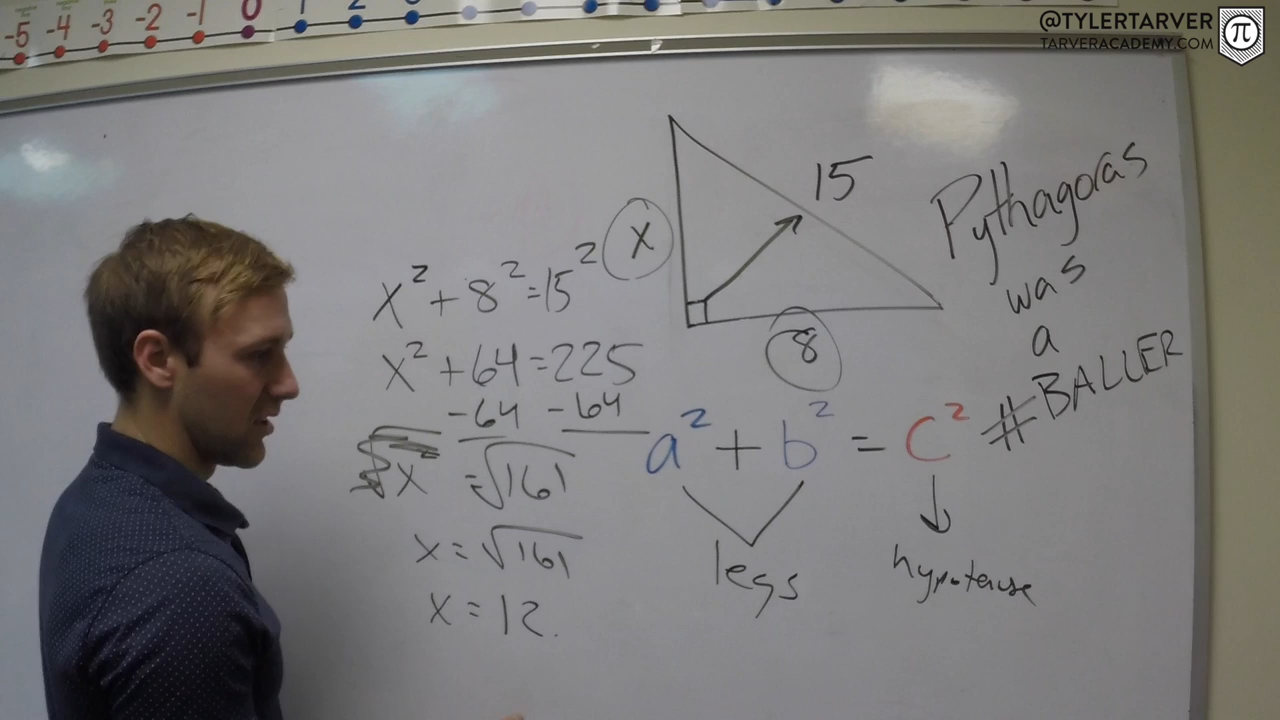 -5 -4 -3 -2 -1 0 1 2 3
@TYLERTARVER
TARVERACADEMY.COM
π
15
x
8
x² + 8² = 15²
x² + 64 = 225
-64 -64
√x² = √161
x = √161
x = 12.
Pythagoras
was
a
#BALLER
a² + b² = c²
legs
hypotenuse